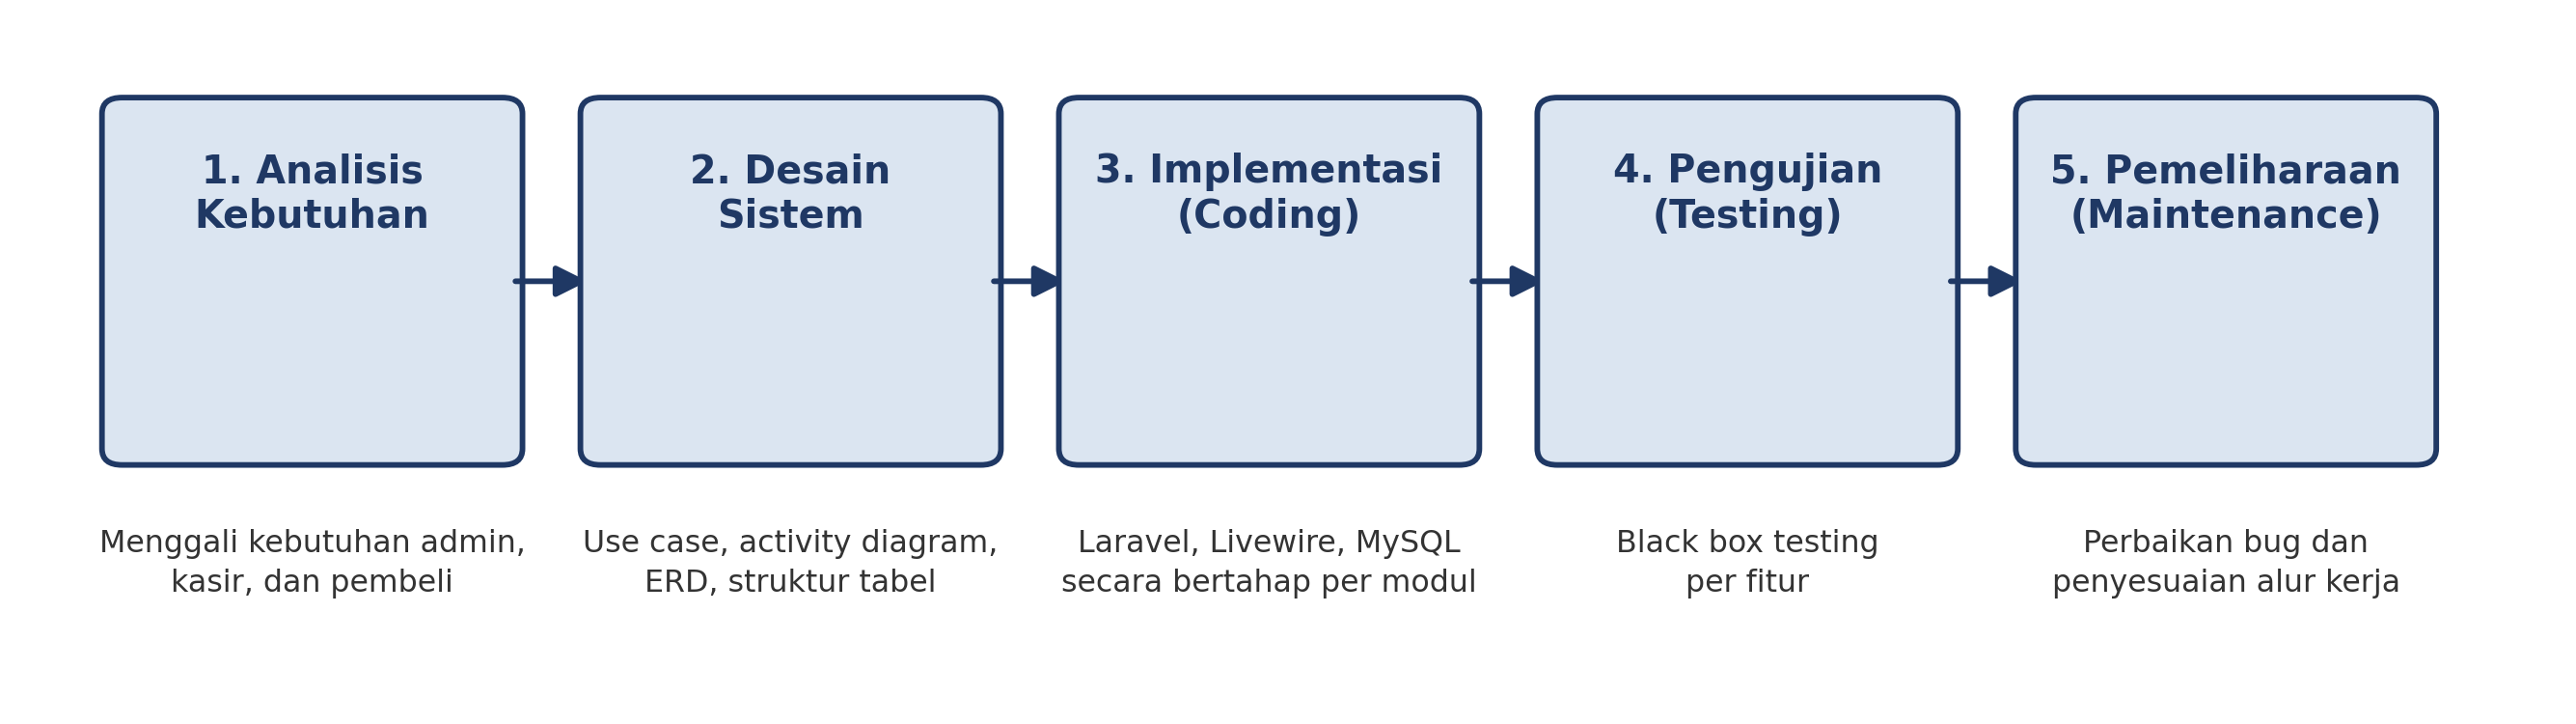 1. Analisis
Kebutuhan
2. Desain
Sistem
3. Implementasi
(Coding)
4. Pengujian
(Testing)
5. Pemeliharaan
(Maintenance)
Menggali kebutuhan admin,
kasir, dan pembeli
Use case, activity diagram,
ERD, struktur tabel
Laravel, Livewire, MySQL
secara bertahap per modul
Black box testing
per fitur
Perbaikan bug dan
penyesuaian alur kerja